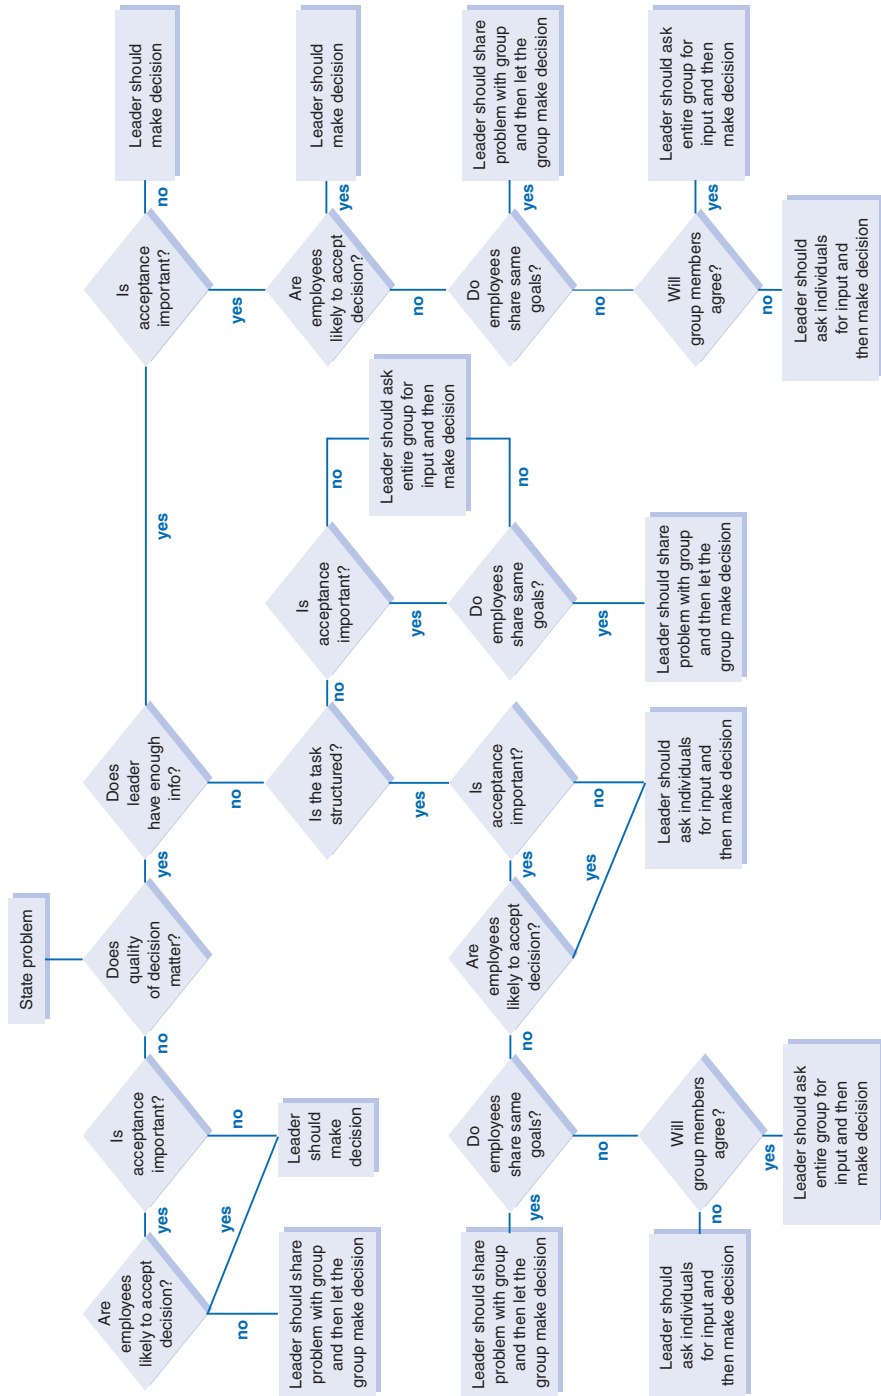 State problem
Are
employees
likely to accept
decision?
yes
Is
acceptance
important?
no
Does
quality
of decision
matter?
yes
Does
leader
have enough
info?
yes
Is
acceptance
important?
no
Leader should
make decision
no
yes
no
no
yes
Leader should share
problem with group
and then let the
group make decision
Leader
should
make
decision
Is the task
structured?
no
Is
acceptance
important?
no
Are
employees
likely to accept
decision?
yes
Leader should
make decision
yes
yes
Leader should ask
entire group for
input and then
make decision
no
Leader should share
problem with group
and then let the
group make decision
yes
Do
employees
share same
goals?
no
Are
employees
likely to accept
decision?
yes
Is
acceptance
important?
Do
employees
share same
goals?
no
Do
employees
share same
goals?
yes
Leader should share
problem with group
and then let the
group make decision
no
yes
no
yes
no
Leader should
ask individuals
for input and
then make decision
no
Will
group members
agree?
Leader should
ask individuals
for input and
then make decision
Leader should share
problem with group
and then let the
group make decision
Will
group members
agree?
yes
Leader should ask
entire group for
input and then
make decision
yes
no
Leader should ask
entire group for
input and then
make decision
Leader should
ask individuals
for input and
then make decision